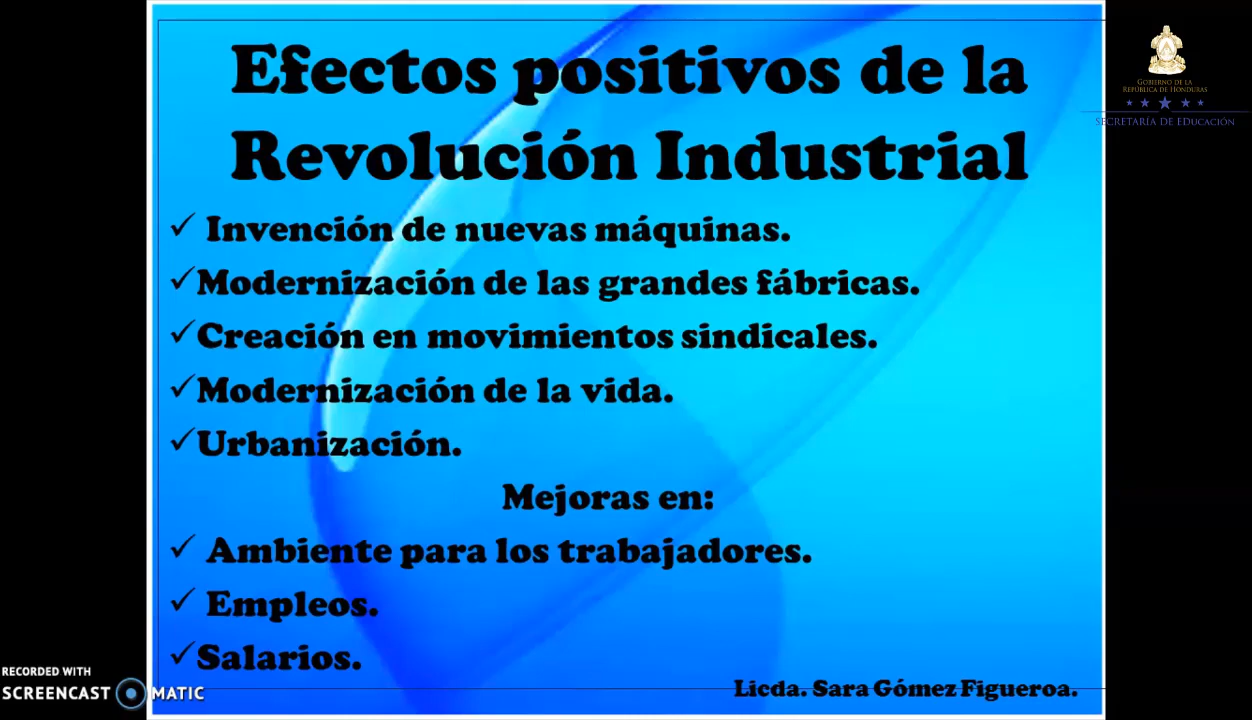 Efectos positivos de la
Revolución Industrial
Invención de nuevas máquinas.
Modernización de las grandes fábricas.
Creación en movimientos sindicales.
Modernización de la vida.
Urbanización.
Mejoras en:
Ambiente para los trabajadores.
Empleos.
Salarios.
Licda. Sara Gómez Figueroa.
GOBIERNO DE LA
REPÚBLICA DE HONDURAS
SECRETARÍA DE EDUCACIÓN
RECORDED WITH
SCREENCAST MATIC